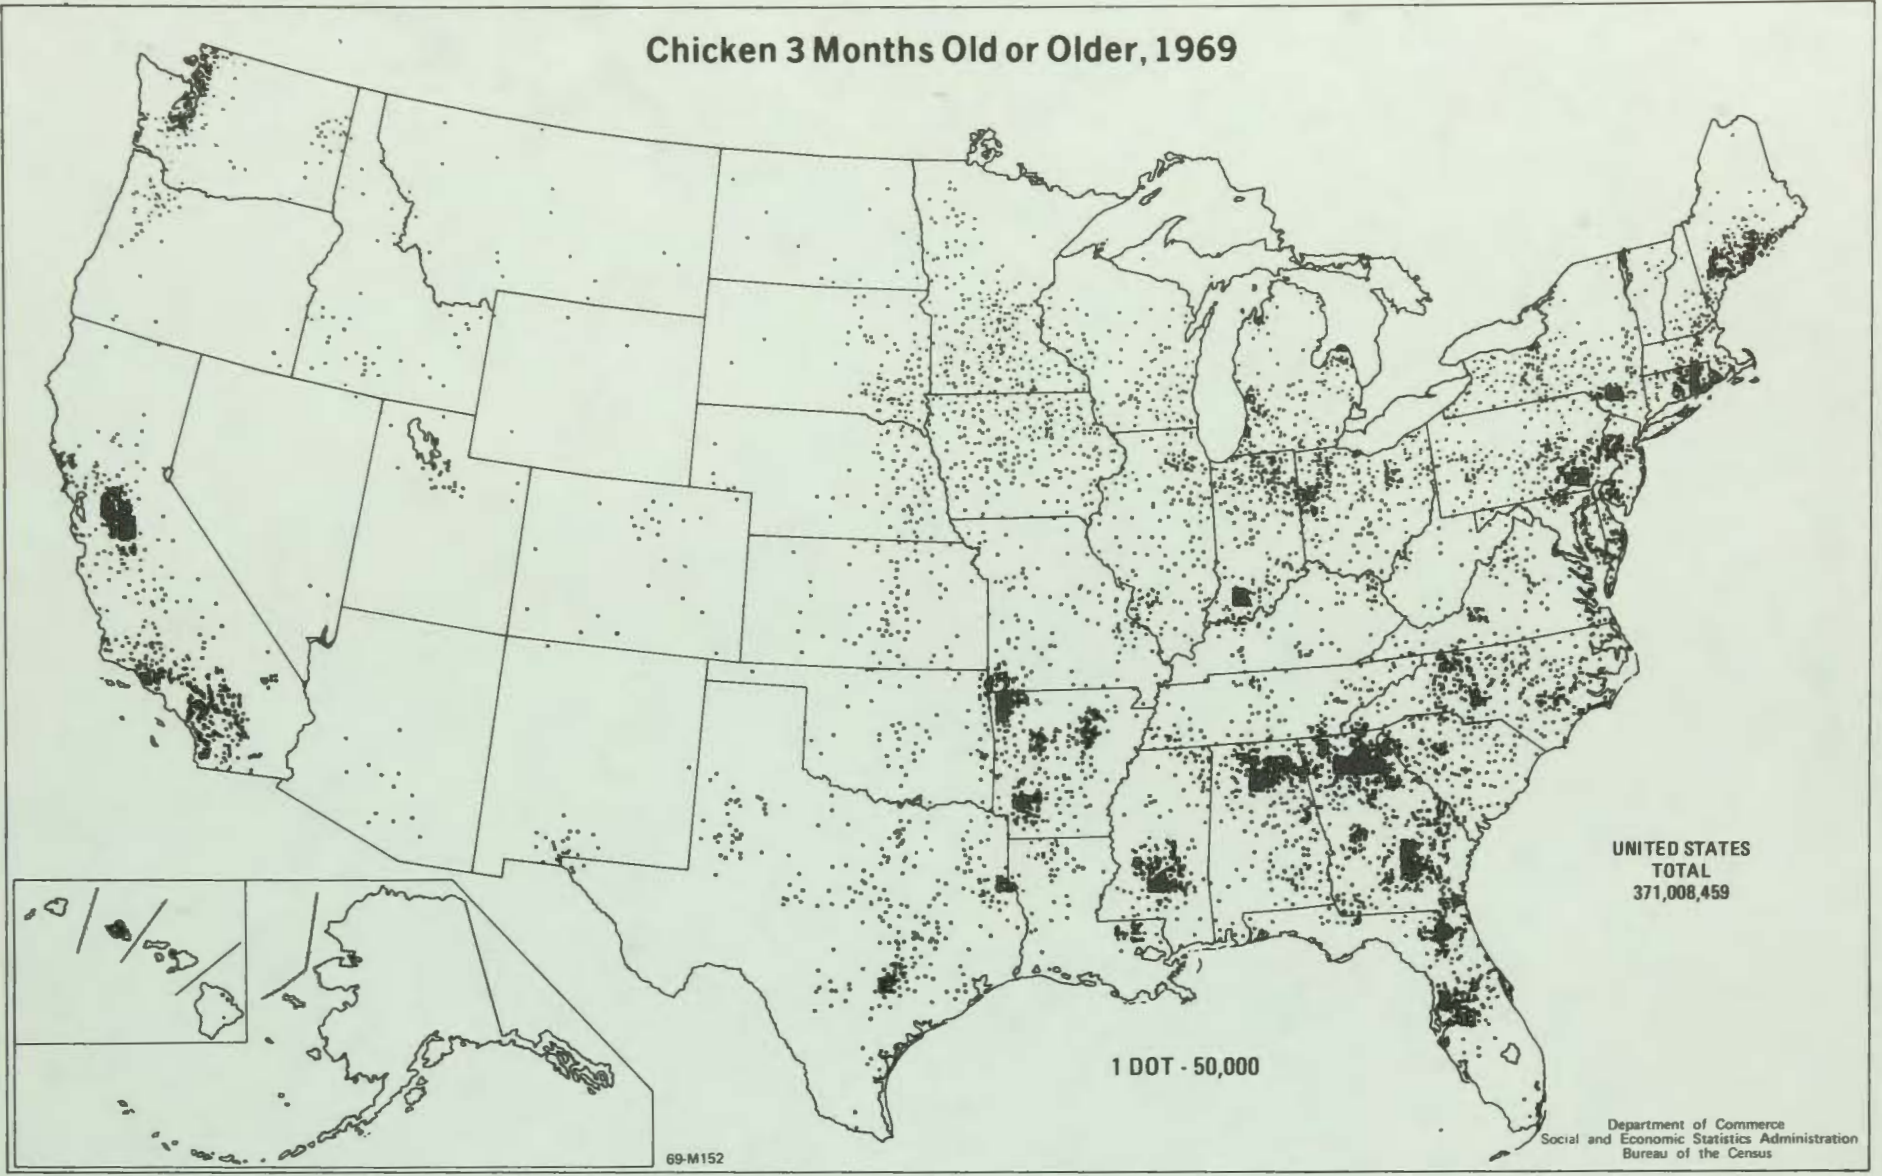 Chicken 3 Months Old or Older, 1969
UNITED STATES
TOTAL
371,008,459
1 DOT - 50,000
Department of Commerce
Social and Economic Statistics Administration
Bureau of the Census
69-M152